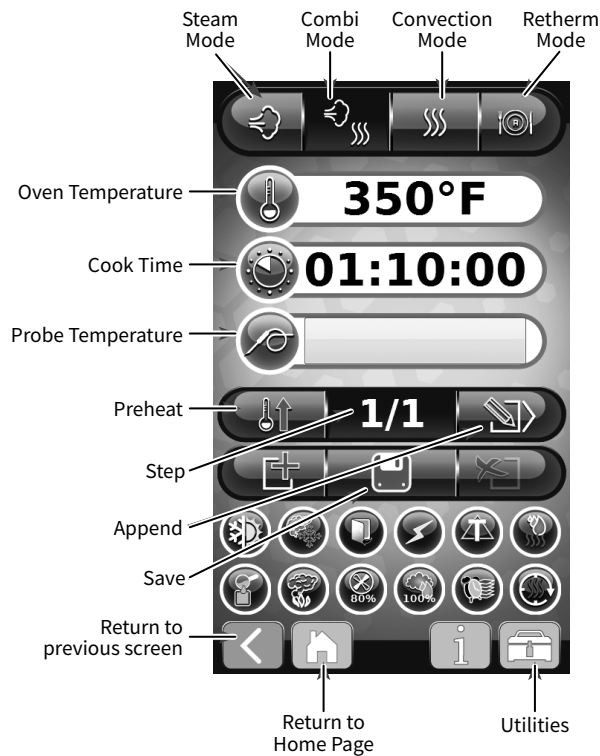 Steam
Mode
Combi
Mode
Convection
Mode
Retherm
Mode
R
Oven Temperature
350°F
Cook Time
01:10:00
Probe Temperature
Preheat
1/1
Step
Append
Save
80%
100%
Return to
previous screen
i
Return to
Home Page
Utilities